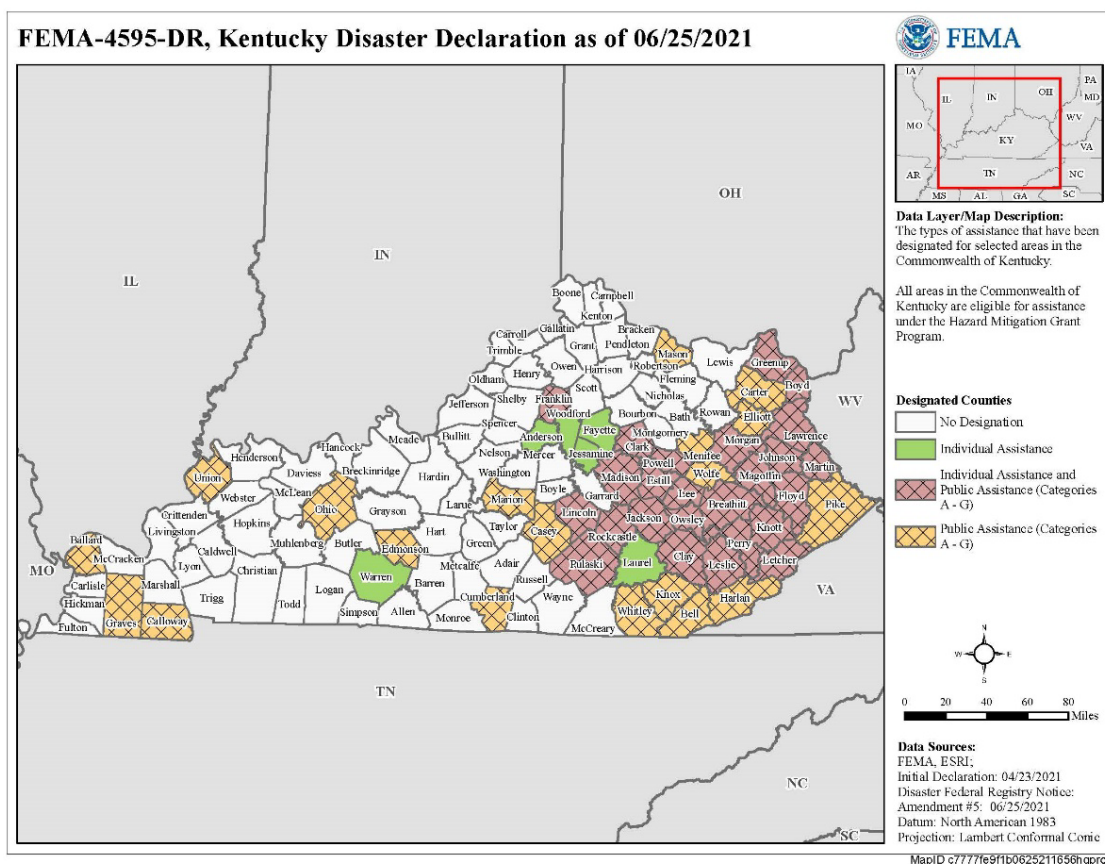 FEMA-4595-DR, Kentucky Disaster Declaration as of 06/25/2021
FEMA
IA
IL
IN
OH
PA
MD
WV
MO
KY
VA
AR
TN
NC
MS
AL
GA
SC
Data Layer/Map Description:
The types of assistance that have been
designated for selected areas in the
Commonwealth of Kentucky.
All areas in the Commonwealth of
Kentucky are eligible for assistance
under the Hazard Mitigation Grant
Program.
Designated Counties
No Designation
Individual Assistance
Individual Assistance and
Public Assistance (Categories
A - G)
Public Assistance (Categories
A - G)
N
W
E
S
0 20 40 60 80
Miles
Data Sources:
FEMA, ESRI;
Initial Declaration: 04/23/2021
Disaster Federal Registry Notice:
Amendment #5: 06/25/2021
Datum: North American 1983
Projection: Lambert Conformal Conic
MapID c7777fe9f1b0625211656hqpro
OH
IN
IL
WV
MO
VA
TN
NC
SC
Boone
Campbell
Kenton
Gallatin
Bracken
Carroll
Grant
Pendleton
Mason
Trimble
Owen
Robertson
Lewis
Greenup
Henry
Harrison
Fleming
Oldham
Scott
Nicholas
Carter
Boyd
Jefferson
Shelby
Franklin
Bourbon
Bath
Rowan
Elliott
Woodford
Fayette
Montgomery
Spencer
Anderson
Clark
Menifee
Morgan
Lawrence
Meade
Bullitt
Nelson
Mercer
Jessamine
Powell
Wolfe
Johnson
Martin
Hancock
Henderson
Daviess
Breckinridge
Hardin
Washington
Madison
Estill
Magoffin
Union
McLean
Larue
Marion
Boyle
Garrard
Lee
Breathitt
Floyd
Pike
Webster
Ohio
Grayson
Lincoln
Jackson
Owsley
Knott
Crittenden
Hopkins
Hart
Taylor
Casey
Rockcastle
Perry
Livingston
Muhlenberg
Butler
Edmonson
Green
Clay
Leslie
Letcher
Ballard
McCracken
Caldwell
Adair
Pulaski
Laurel
Lyon
Christian
Warren
Metcalfe
Russell
Carlisle
Marshall
Trigg
Logan
Barren
Cumberland
Wayne
Knox
Harlan
Hickman
Todd
Simpson
Allen
Monroe
Clinton
Whitley
Bell
Fulton
Graves
Calloway
McCreary